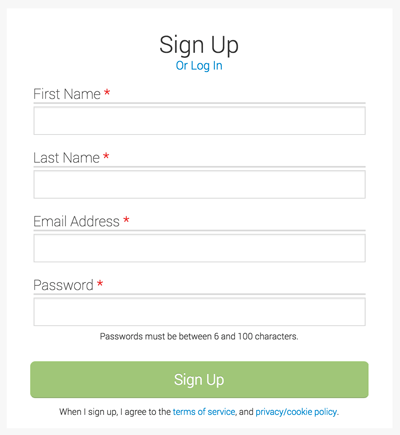 Sign Up
Or Log In
First Name *
Last Name *
Email Address *
Password *
Passwords must be between 6 and 100 characters.
Sign Up
When I sign up, I agree to the terms of service, and privacy/cookie policy.